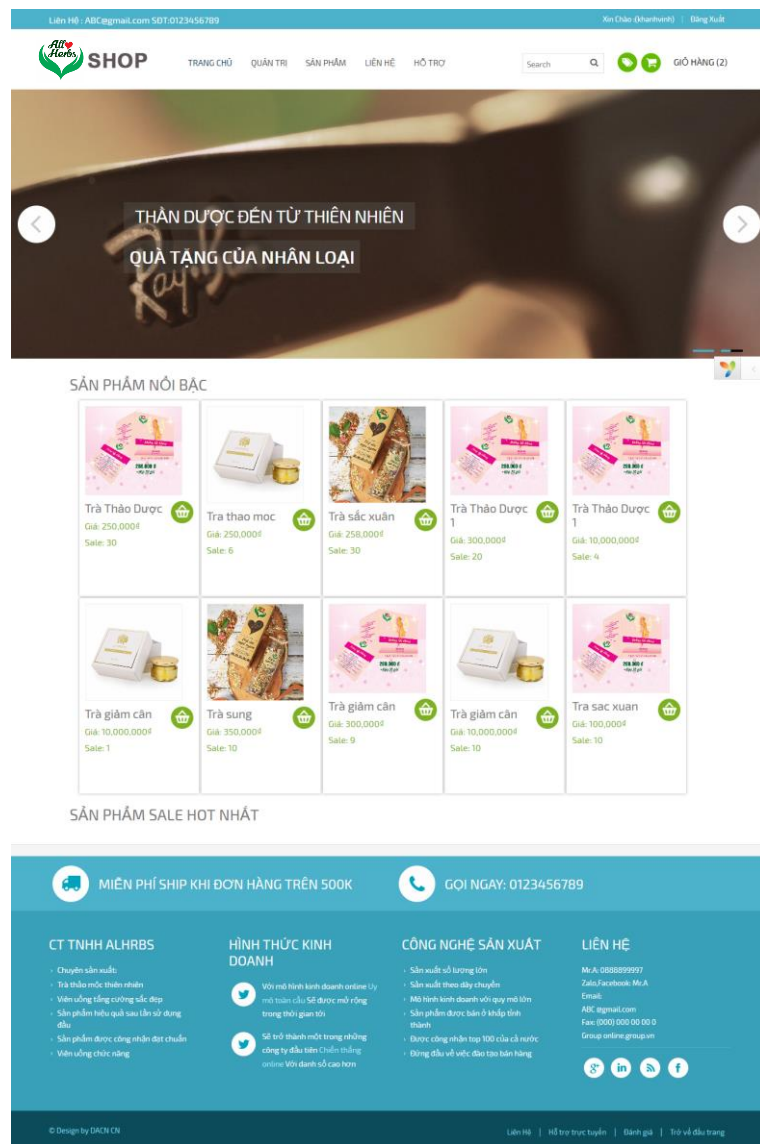 Liên Hê : ABC@gmail.com SĐT:0123456789
Xin Chào :(khanhvinh) | Đăng Xuất
All
Herbs
SHOP
TRANG CHỦ QUẢN TRỊ SẢN PHẨM LIÊN HỆ HỖ TRỢ
Search
GIỎ HÀNG (2)
THẦN DƯỢC ĐẾN TỪ THIÊN NHIÊN
QUÀ TẶNG CỦA NHÂN LOẠI
Ray-Ban
SẢN PHẨM NỔI BẬC
Trà Thảo Dược
Giá: 250,000₫
Sale: 30
Tra thao moc
Giá: 250,000₫
Sale: 6
Trà sắc xuân
Giá: 258,000₫
Sale: 30
Trà Thảo Dược
1
Giá: 300,000₫
Sale: 20
Trà Thảo Dược
1
Giá: 10,000,000₫
Sale: 4
Trà giảm cân
Giá: 10,000,000₫
Sale: 1
Trà sung
Giá: 350,000₫
Sale: 10
Trà giảm cân
Giá: 300,000₫
Sale: 9
Trà giảm cân
Giá: 10,000,000₫
Sale: 10
Tra sac xuan
Giá: 100,000₫
Sale: 10
SẢN PHẨM SALE HOT NHẤT
MIỄN PHÍ SHIP KHI ĐƠN HÀNG TRÊN 500K
GỌI NGAY: 0123456789
CT TNHH ALHRBS
Chuyên sản xuất:
Trà thảo mộc thiên nhiên
Viên uống tăng cường sắc đẹp
Sản phẩm hiệu quả sau lần sử dụng
đầu
Sản phẩm được công nhận đạt chuẩn
Viên uống chức năng
HÌNH THỨC KINH
DOANH
Với mô hình kinh doanh online Uy
mô toàn cầu Sẽ được mở rộng
trong thời gian tới
Sẽ trở thành một trong những
công ty đầu tiên Chiến thắng
online Với danh số cao hơn
CÔNG NGHỆ SẢN XUẤT
Sản xuất số lượng lớn
Sản xuất theo dây chuyền
Mô hình kinh doanh với quy mô lớn
Sản phẩm được bán ở khắp tỉnh
thành
Được công nhận top 100 của cả nước
Đứng đầu về việc đào tạo bán hàng
LIÊN HỆ
Mr.A: 0888899997
Zalo,Facebook: Mr.A
Email:
ABC @gmail.com
Fax: (000) 000 00 00 0
Group online.group.vn
© Design by DACN CN
Liên Hê | Hỗ trợ trực tuyến | Đánh giá | Trở về đầu trang